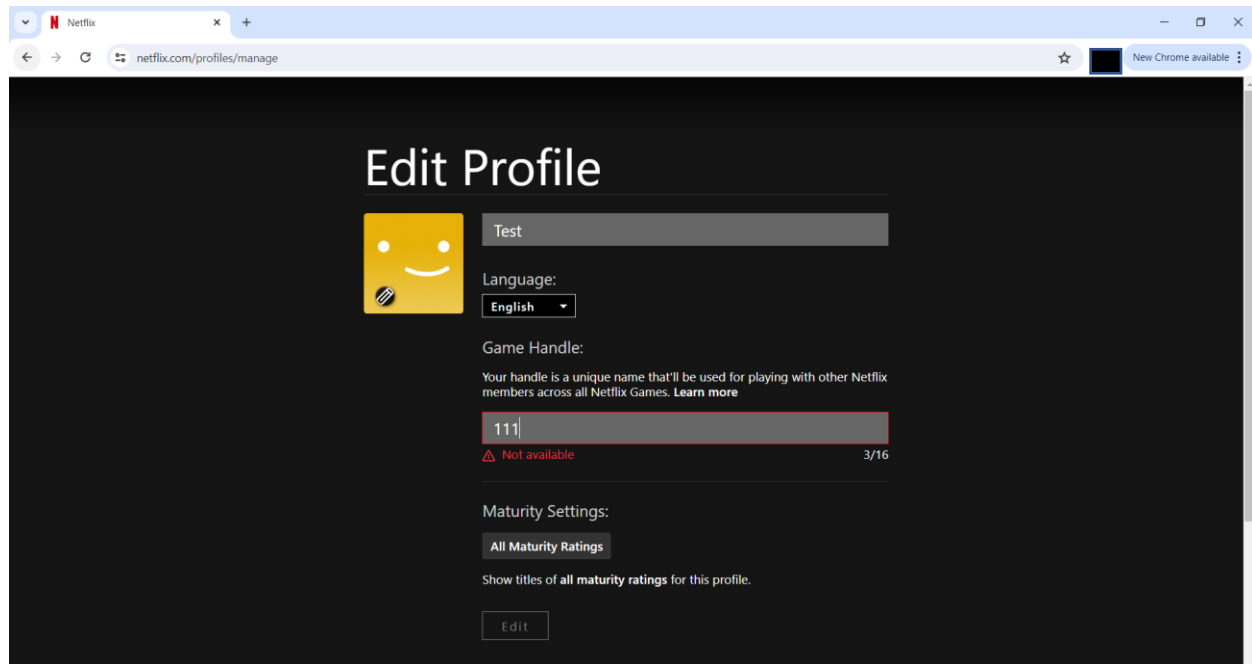 Netflix
netflix.com/profiles/manage
New Chrome available
Edit Profile
Test
Language:
English
Game Handle:
Your handle is a unique name that'll be used for playing with other Netflix
members across all Netflix Games. Learn more
111
Not available 3/16
Maturity Settings:
All Maturity Ratings
Show titles of all maturity ratings for this profile.
Edit